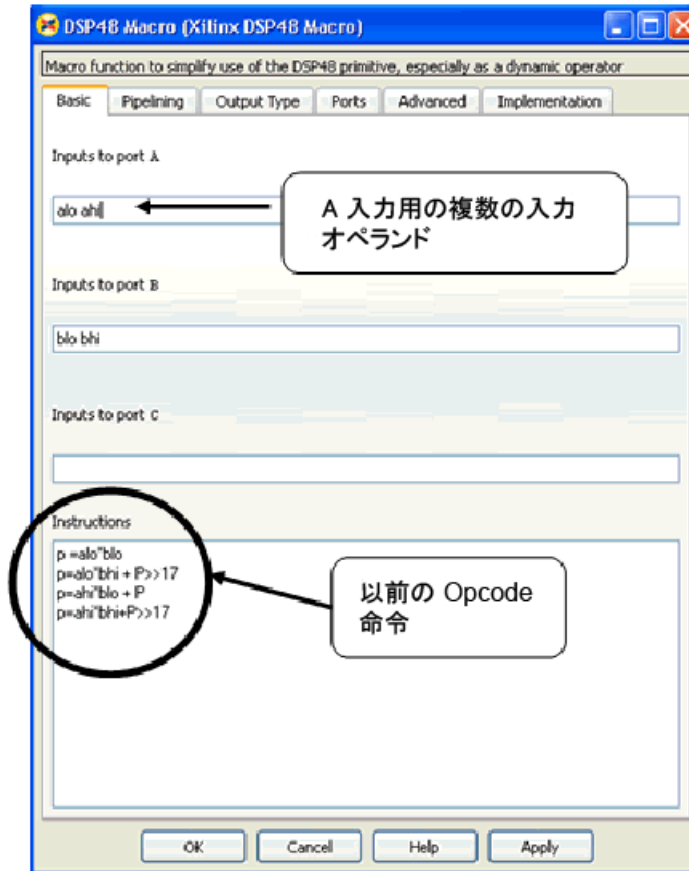 DSP48 Macro (Xilinx DSP48 Macro)
Macro function to simplify use of the DSP48 primitive, especially as a dynamic operator
Basic Pipelining Output Type Ports Advanced Implementation
Inputs to port A
alo ahi
A 入力用の複数の入力
オペランド
Inputs to port B
blo bhi
Inputs to port C
Instructions
p =alo*blo
p=alo*bhi + P>>17
p=ahi*blo + P
p=ahi*bhi+P>>17
以前の Opcode
命令
OK Cancel Help Apply